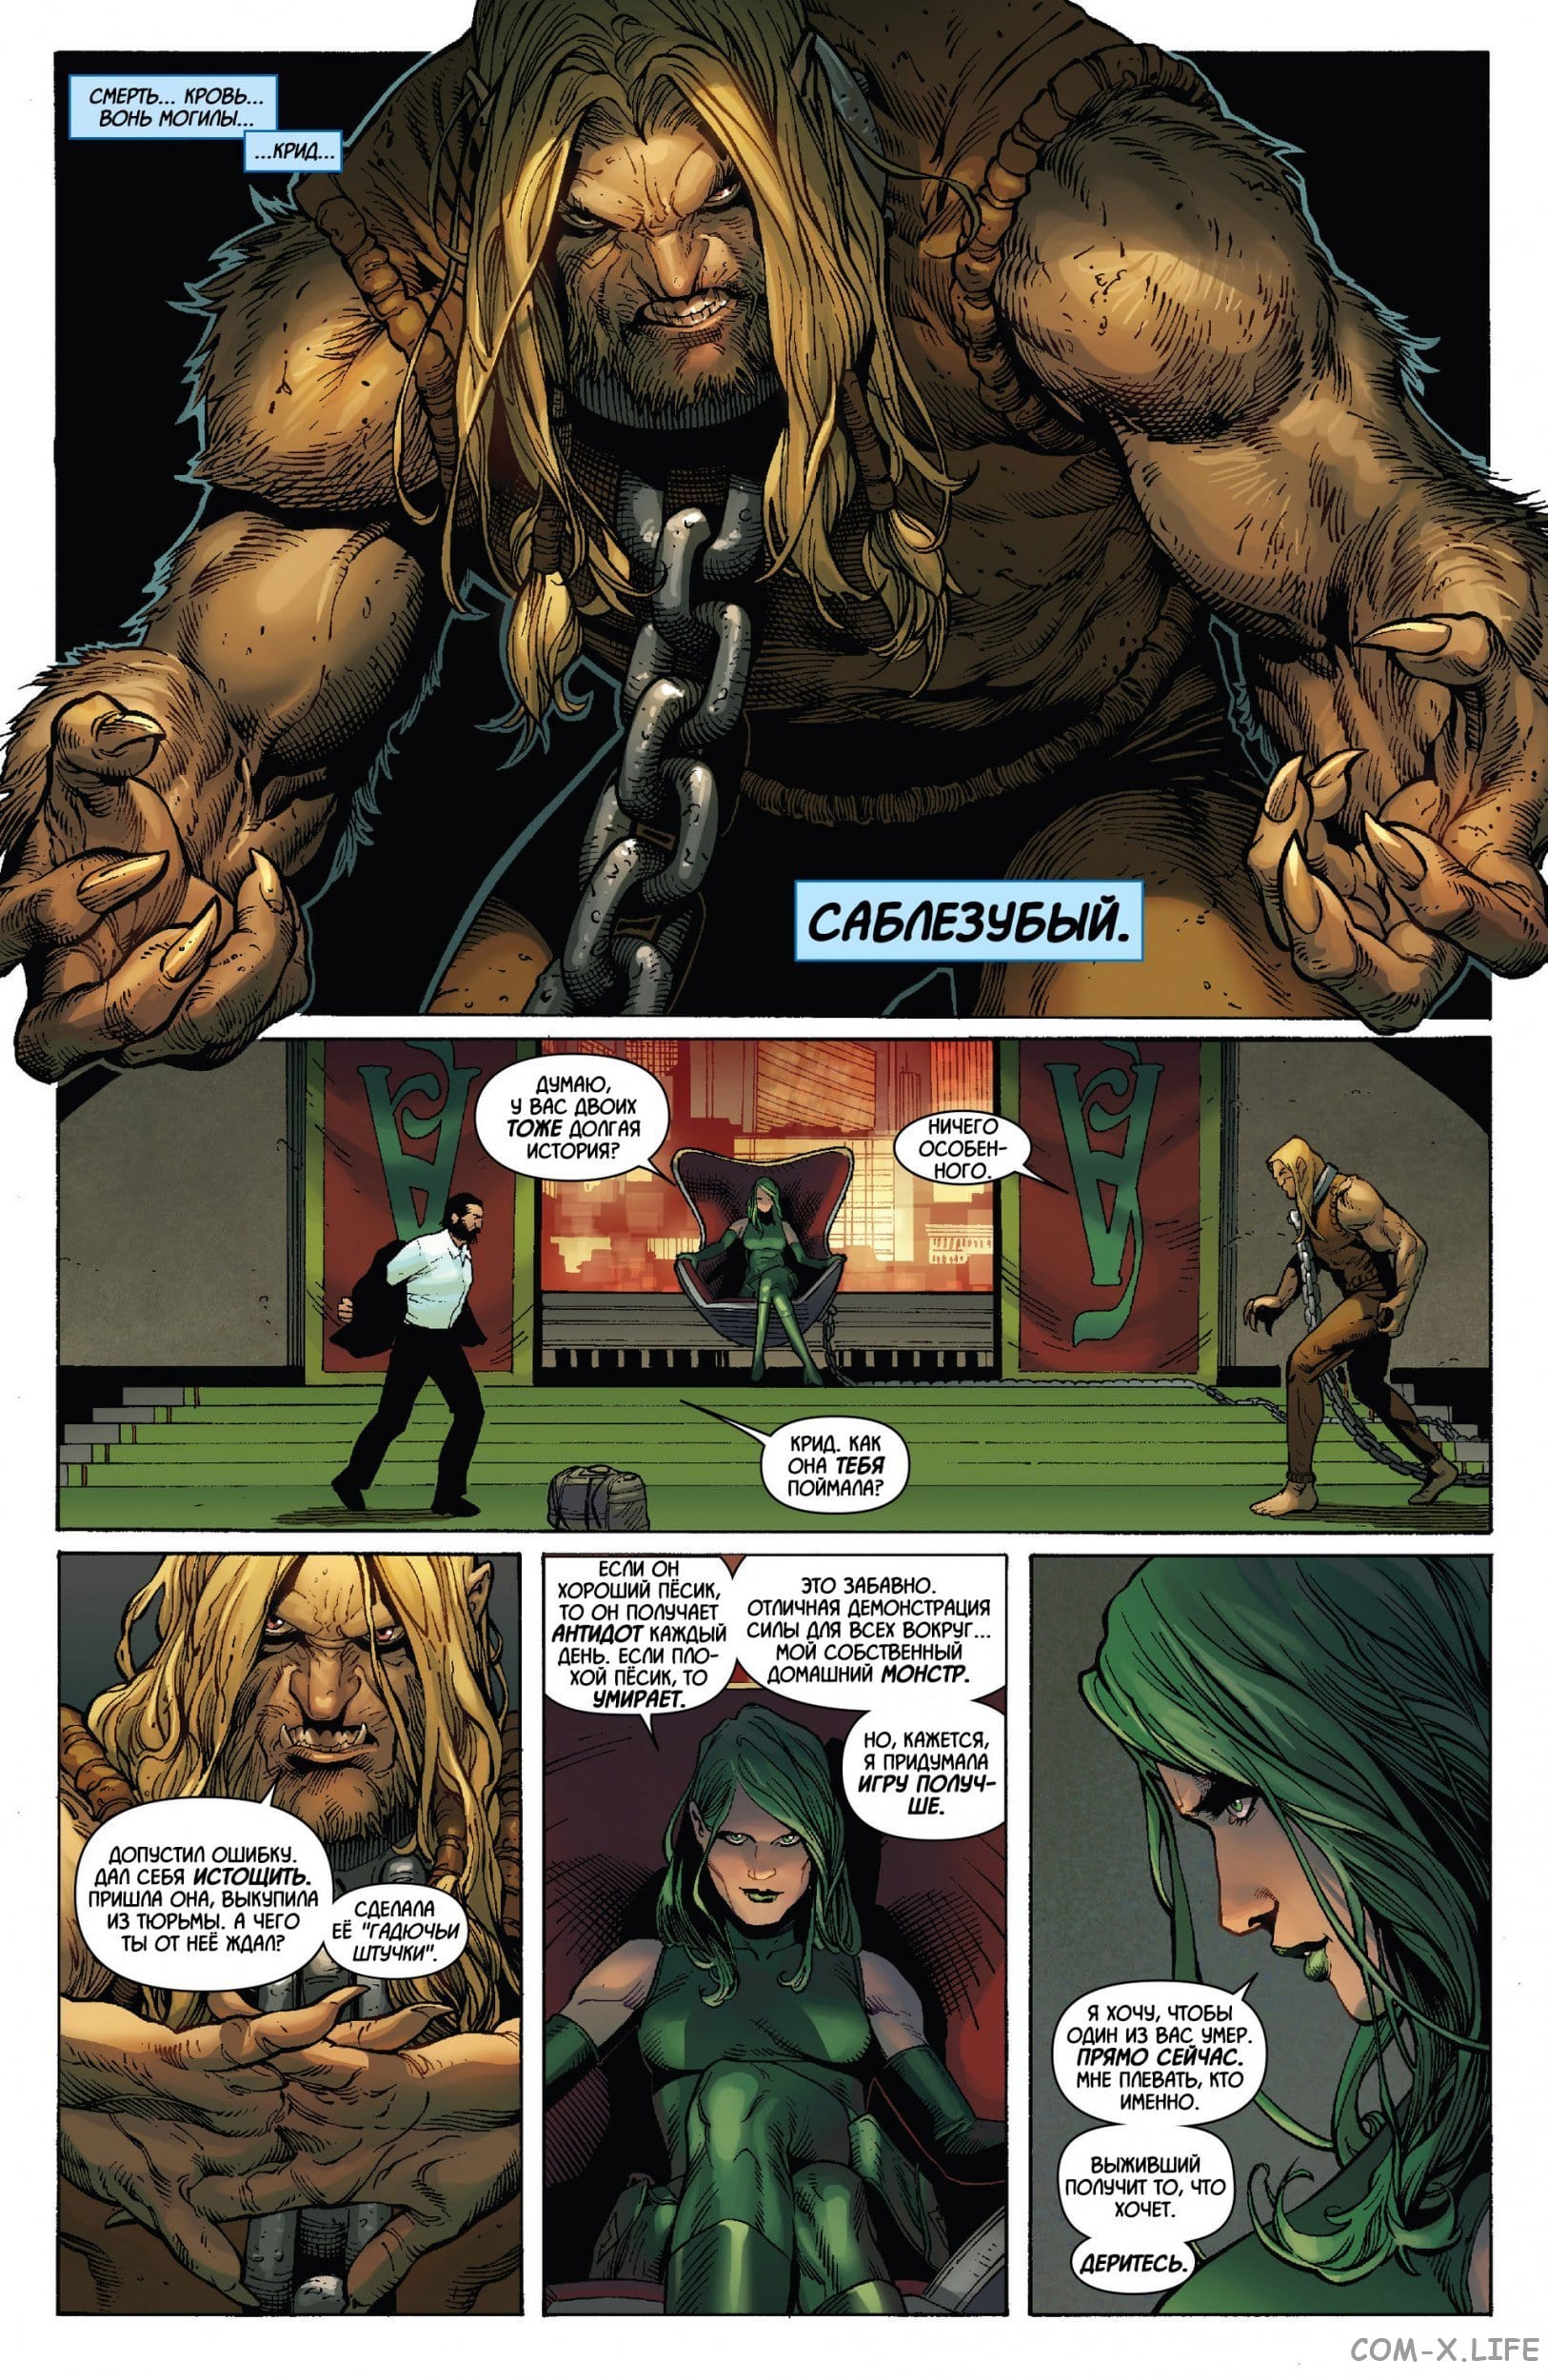 СМЕРТЬ... КРОВЬ...
ВОНЬ МОГИЛЫ...
...КРИД...
САБЛЕЗУБЫЙ.
ДУМАЮ,
У ВАС ДВОИХ
ТОЖЕ ДОЛГАЯ
ИСТОРИЯ?
НИЧЕГО
ОСОБЕН-
НОГО.
КРИД. КАК
ОНА ТЕБЯ
ПОЙМАЛА?
ДОПУСТИЛ ОШИБКУ.
ДАЛ СЕБЯ ИСТОЩИТЬ.
ПРИШЛА ОНА, ВЫКУПИЛА
ИЗ ТЮРЬМЫ. А ЧЕГО
ТЫ ОТ НЕЁ ЖДАЛ?
СДЕЛАЛА
ЕЁ "ГАДЮЧЬИ
ШТУЧКИ".
ЕСЛИ ОН
ХОРОШИЙ ПЁСИК,
ТО ОН ПОЛУЧАЕТ
АНТИДОТ КАЖДЫЙ
ДЕНЬ. ЕСЛИ ПЛО-
ХОЙ ПЁСИК, ТО
УМИРАЕТ.
ЭТО ЗАБАВНО.
ОТЛИЧНАЯ ДЕМОНСТРАЦИЯ
СИЛЫ ДЛЯ ВСЕХ ВОКРУГ...
МОЙ СОБСТВЕННЫЙ
ДОМАШНИЙ МОНСТР.
НО, КАЖЕТСЯ,
Я ПРИДУМАЛА
ИГРУ ПОЛУЧ-
ШЕ.
Я ХОЧУ, ЧТОБЫ
ОДИН ИЗ ВАС УМЕР.
ПРЯМО СЕЙЧАС.
МНЕ ПЛЕВАТЬ, КТО
ИМЕННО.
ВЫЖИВШИЙ
ПОЛУЧИТ ТО, ЧТО
ХОЧЕТ.
ДЕРИТЕСЬ.
COM-X.LIFE